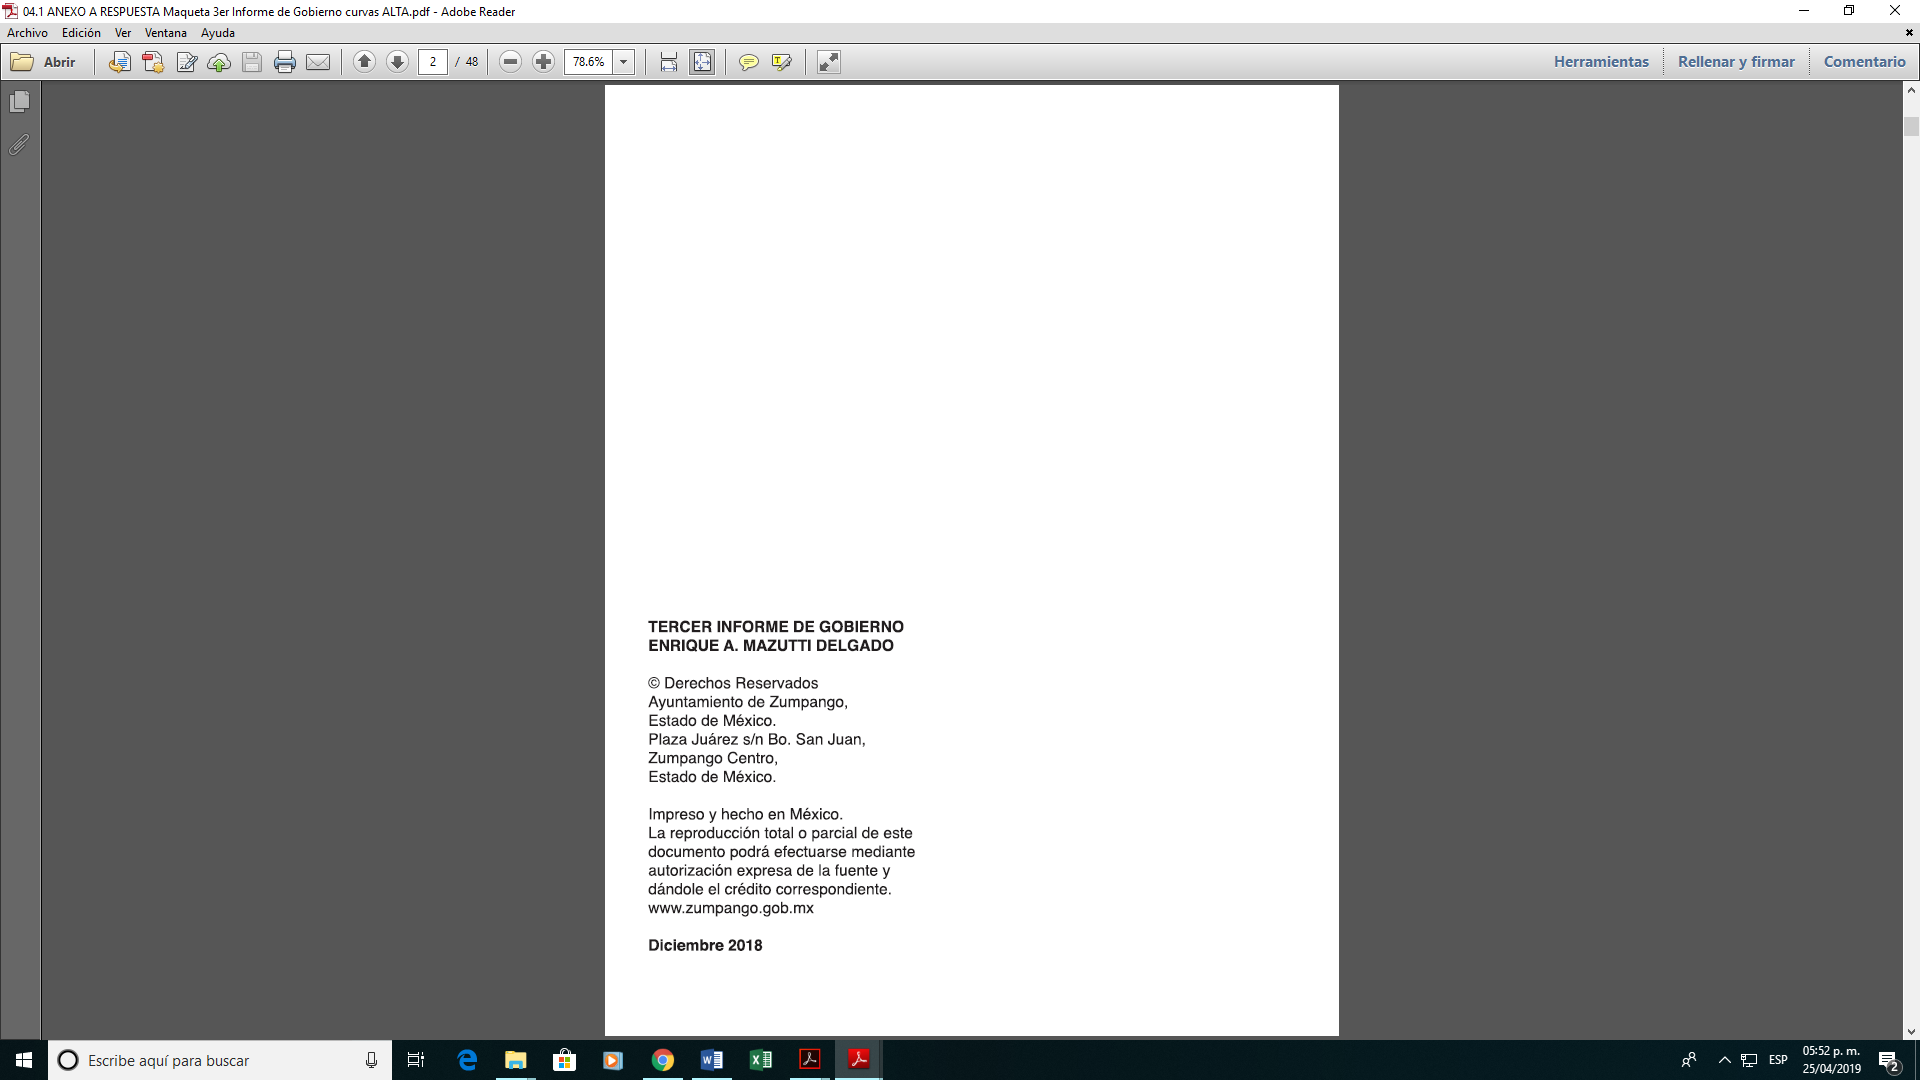 04.1 ANEXO A RESPUESTA Maqueta 3er Informe de Gobierno curvas ALTA.pdf - Adobe Reader
Archivo Edición Ver Ventana Ayuda
Abrir 2 / 48 78.6% Herramientas Rellenar y firmar Comentario
TERCER INFORME DE GOBIERNO
ENRIQUE A. MAZUTTI DELGADO
© Derechos Reservados
Ayuntamiento de Zumpango,
Estado de México.
Plaza Juárez s/n Bo. San Juan,
Zumpango Centro,
Estado de México.
Impreso y hecho en México.
La reproducción total o parcial de este
documento podrá efectuarse mediante
autorización expresa de la fuente y
dándole el crédito correspondiente.
www.zumpango.gob.mx
Diciembre 2018
Escribe aquí para buscar
ESP
05:52 p. m.
25/04/2019
2